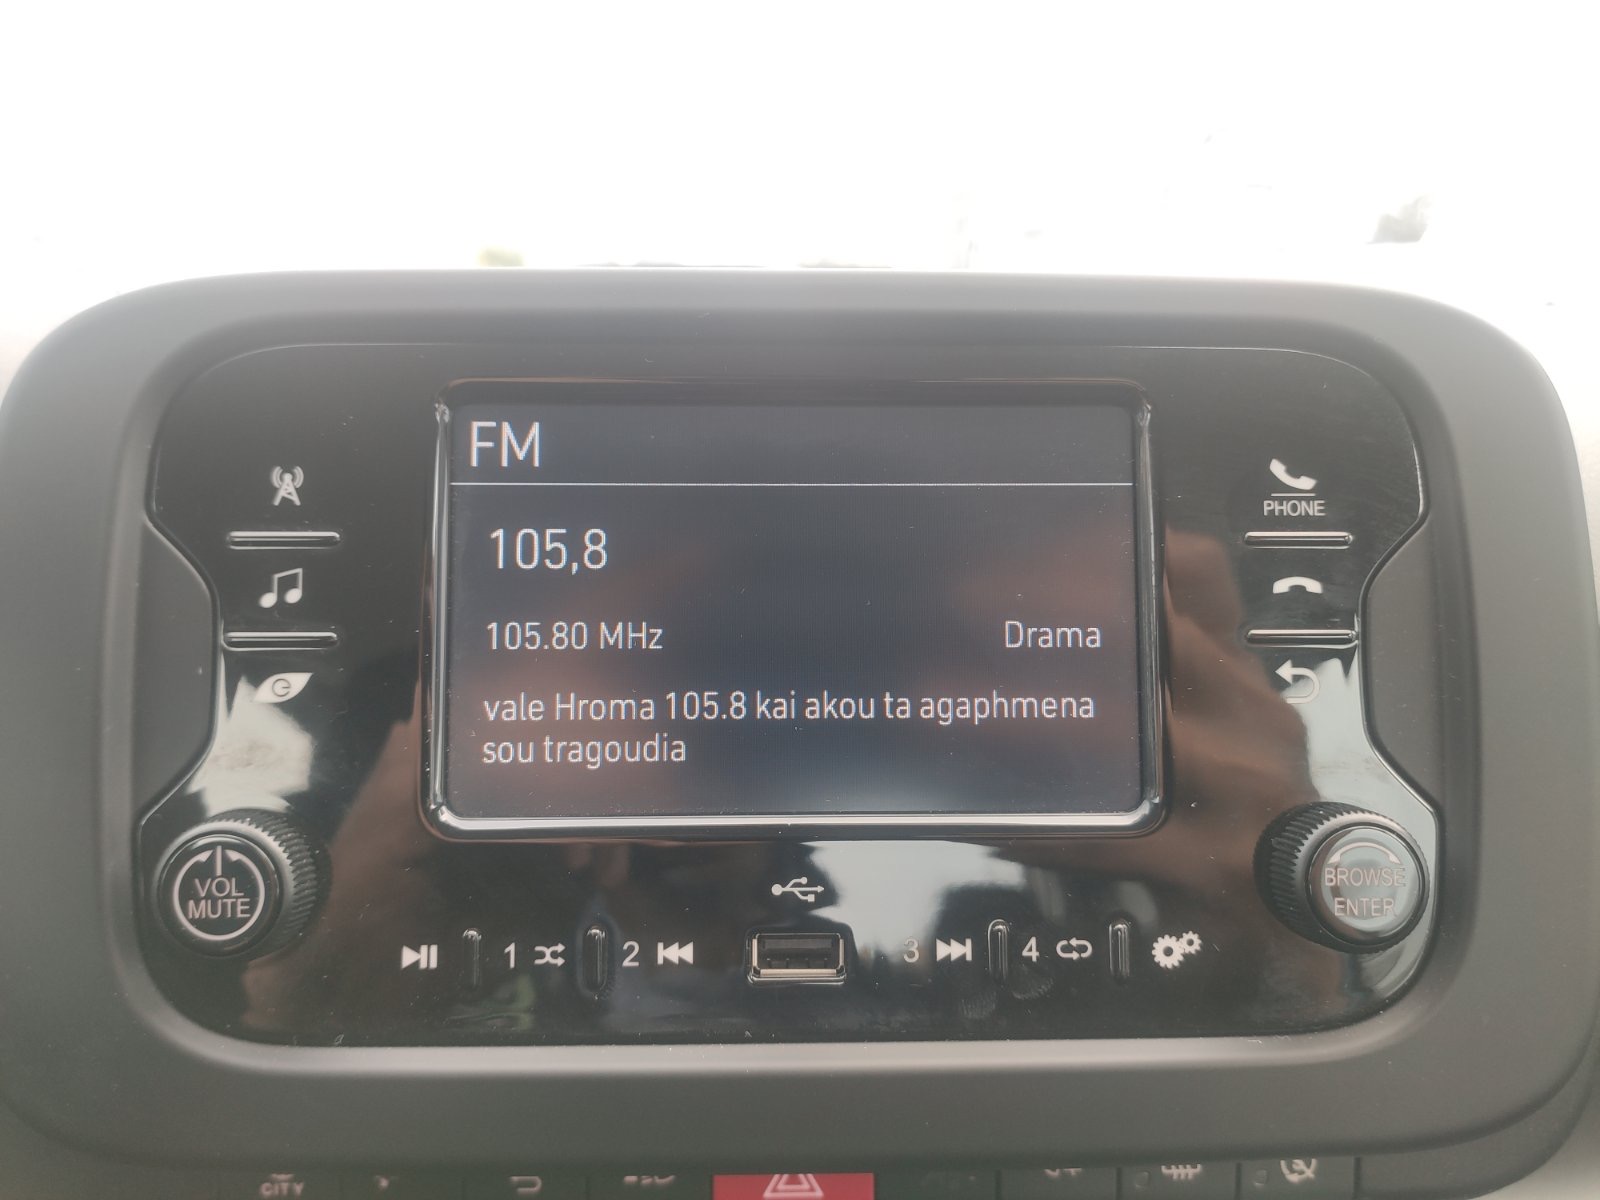 FM
105,8
105.80 MHz Drama
vale Hroma 105.8 kai akou ta agaphmena
sou tragoudia
PHONE
VOL
MUTE
BROWSE
ENTER
1 2 3 4
CITY